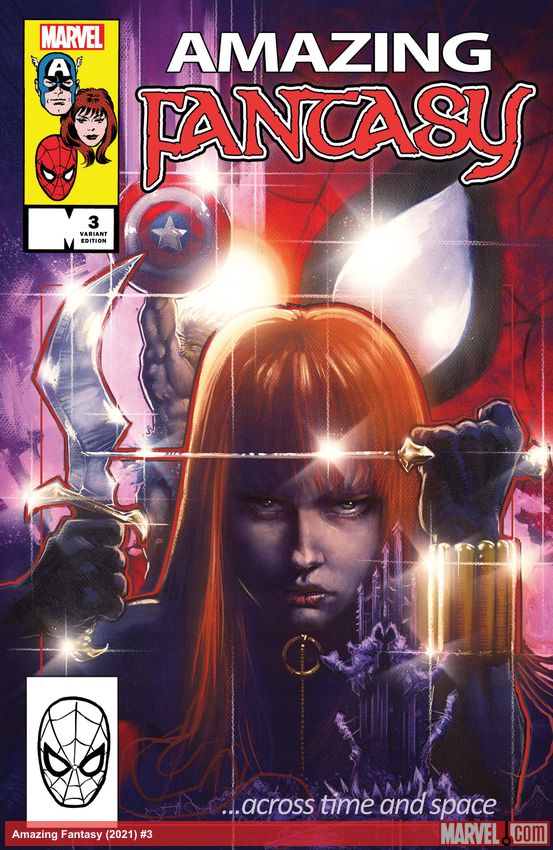 MARVEL
AMAZING
FANTASY
3
VARIANT
EDITION
...across time and space
Amazing Fantasy (2021) #3
MARVEL.com